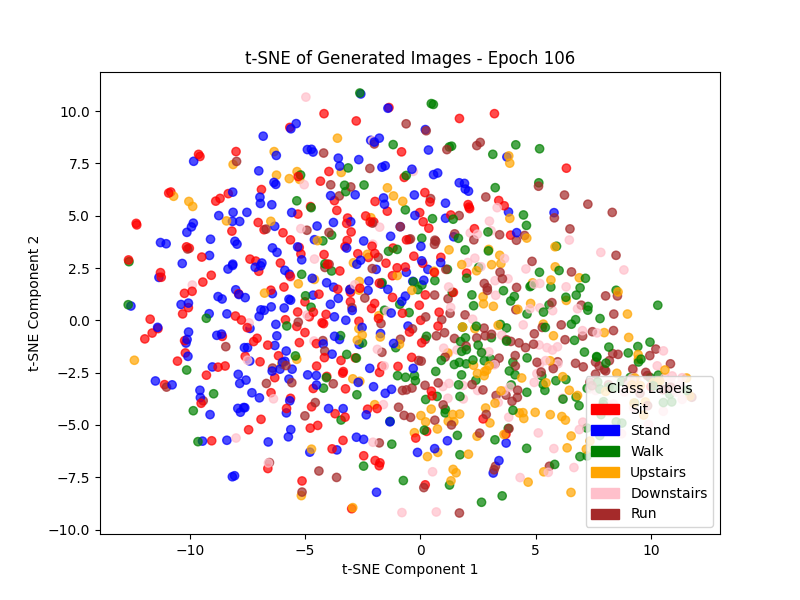 t-SNE of Generated Images - Epoch 106
t-SNE Component 2
10.0
7.5
5.0
2.5
0.0
−2.5
−5.0
−7.5
−10.0
Class Labels
Sit
Stand
Walk
Upstairs
Downstairs
Run
−10
−5
0
5
10
t-SNE Component 1